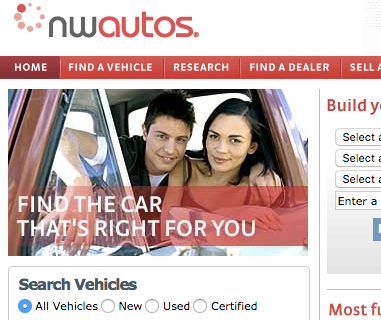 nwautos.
HOME FIND A VEHICLE RESEARCH FIND A DEALER SELL A
FIND THE CAR
THAT'S RIGHT FOR YOU
Build yo
Select a
Select a
Select a
Enter a
Search Vehicles
All Vehicles New Used Certified
Most fu